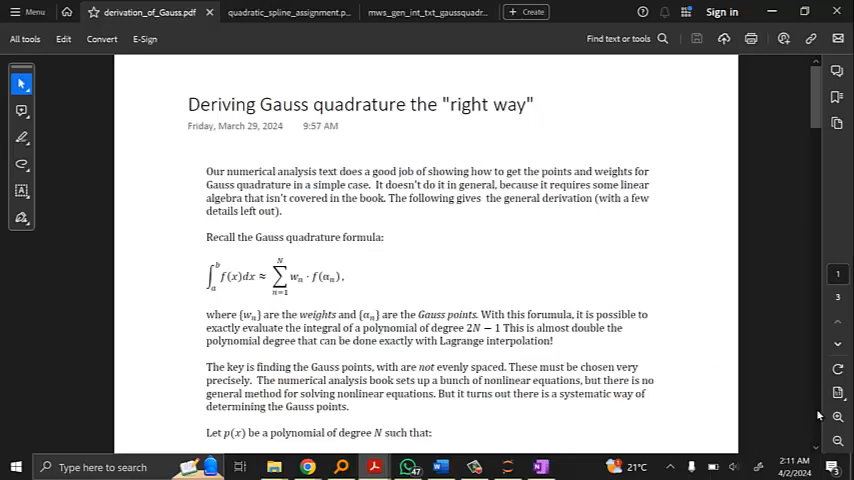 Menu derivation_of_Gauss.pdf quadratic_spline_assignment.p... mws_gen_int_txt_gaussquadr... Create Sign in
All tools Edit Convert E-Sign Find text or tools
Deriving Gauss quadrature the "right way"
Friday, March 29, 2024 9:57 AM
Our numerical analysis text does a good job of showing how to get the points and weights for
Gauss quadrature in a simple case. It doesn't do it in general, because it requires some linear
algebra that isn't covered in the book. The following gives the general derivation (with a few
details left out).
Recall the Gauss quadrature formula:
∫_a^b f(x)dx ≈ ∑_{n=1}^N w_n · f(α_n),
where {w_n} are the weights and {α_n} are the Gauss points. With this forumula, it is possible to
exactly evaluate the integral of a polynomial of degree 2N − 1 This is almost double the
polynomial degree that can be done exactly with Lagrange interpolation!
The key is finding the Gauss points, with are not evenly spaced. These must be chosen very
precisely. The numerical analysis book sets up a bunch of nonlinear equations, but there is no
general method for solving nonlinear equations. But it turns out there is a systematic way of
determining the Gauss points.
Let p(x) be a polynomial of degree N such that:
1
3
Type here to search 47 21°C 2:11 AM
4/2/2024 3